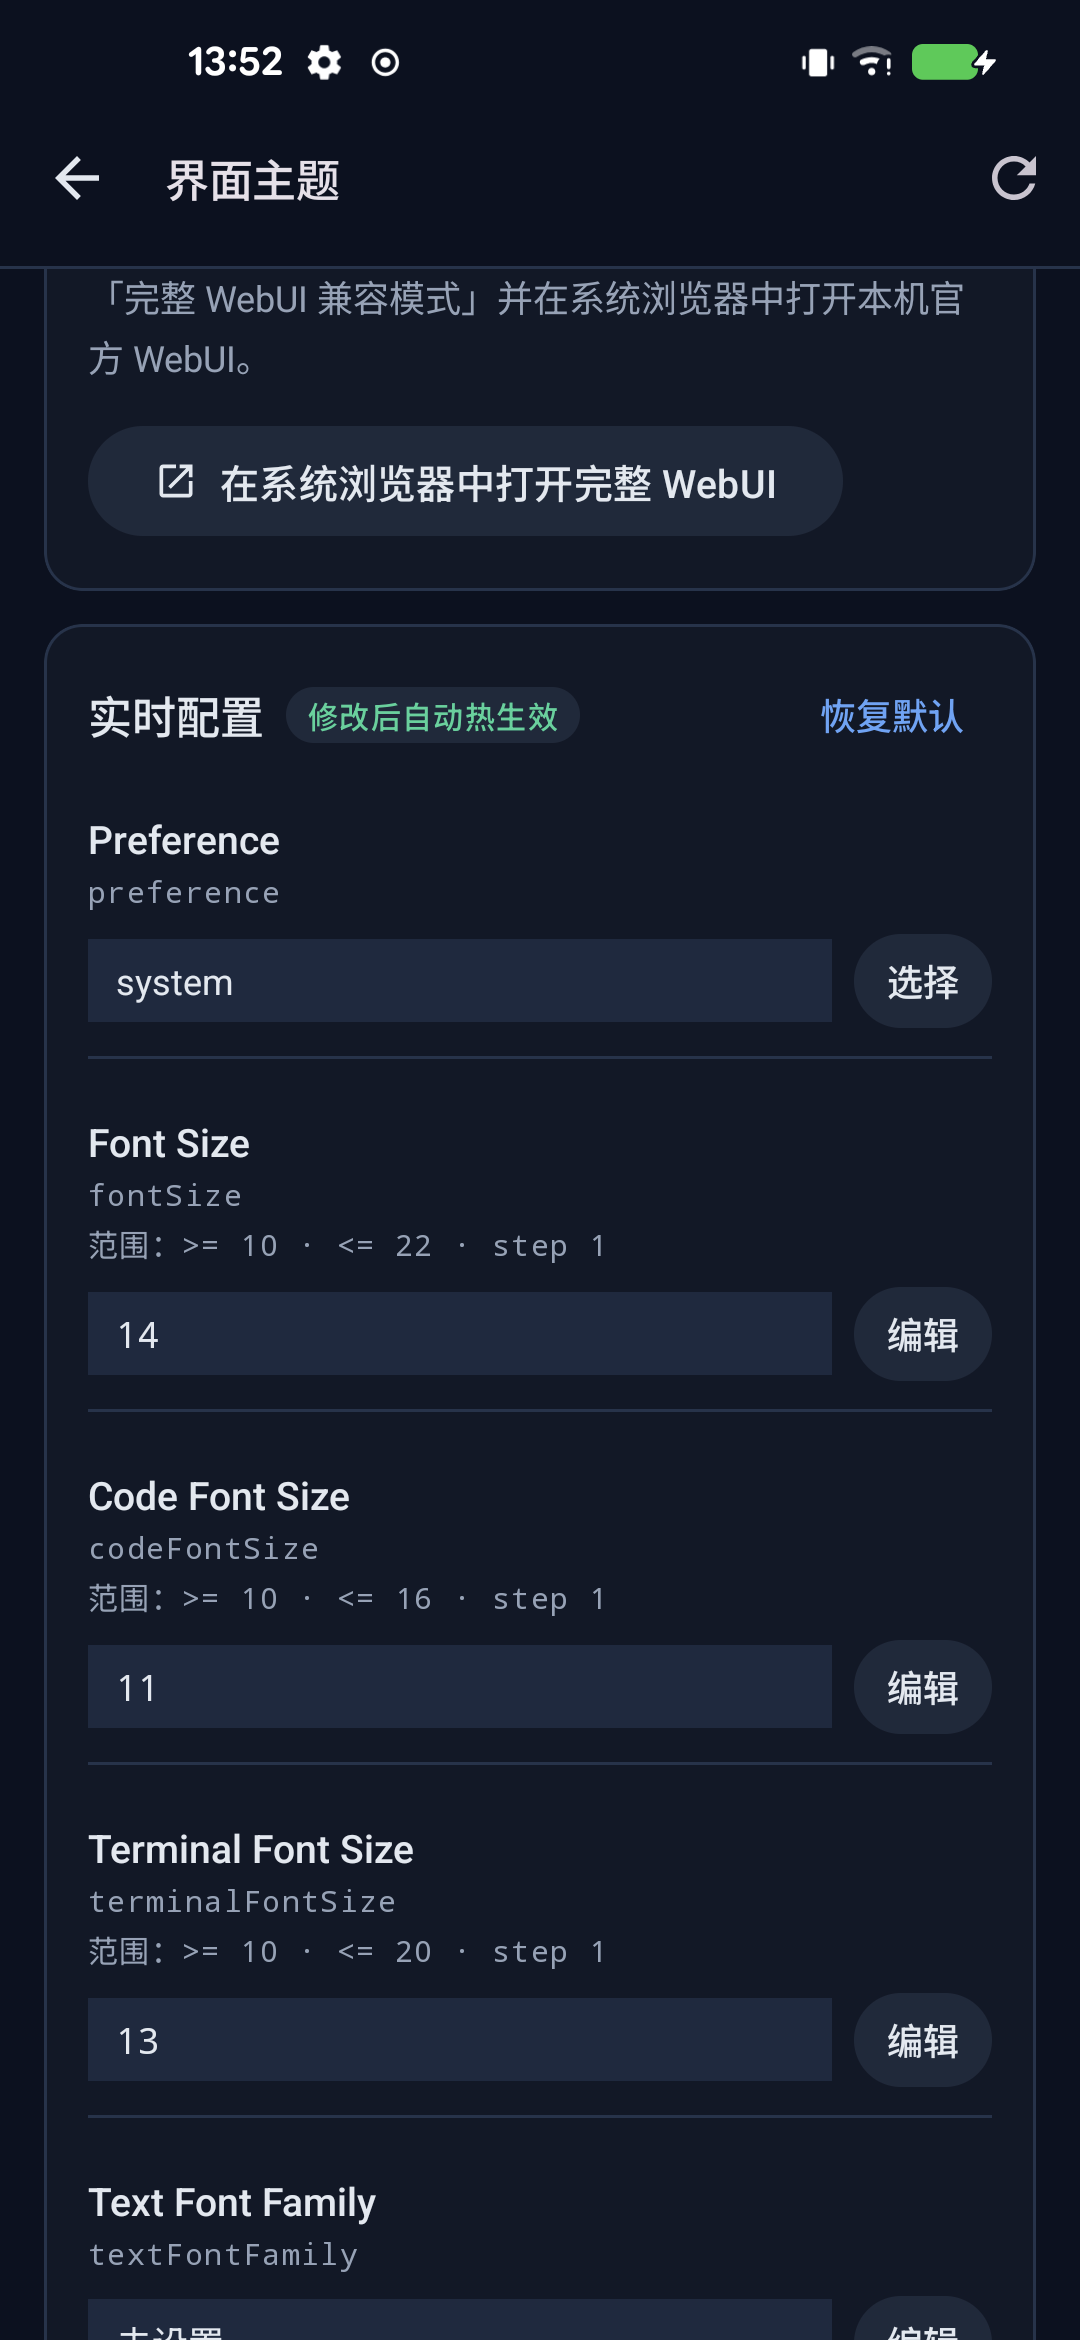 13:52
界面主题
「完整 WebUI 兼容模式」并在系统浏览器中打开本机官
方 WebUI。
在系统浏览器中打开完整 WebUI
实时配置 修改后自动热生效 恢复默认
Preference
preference
system 选择
Font Size
fontSize
范围: >= 10 · <= 22 · step 1
14 编辑
Code Font Size
codeFontSize
范围: >= 10 · <= 16 · step 1
11 编辑
Terminal Font Size
terminalFontSize
范围: >= 10 · <= 20 · step 1
13 编辑
Text Font Family
textFontFamily
未设置 编辑